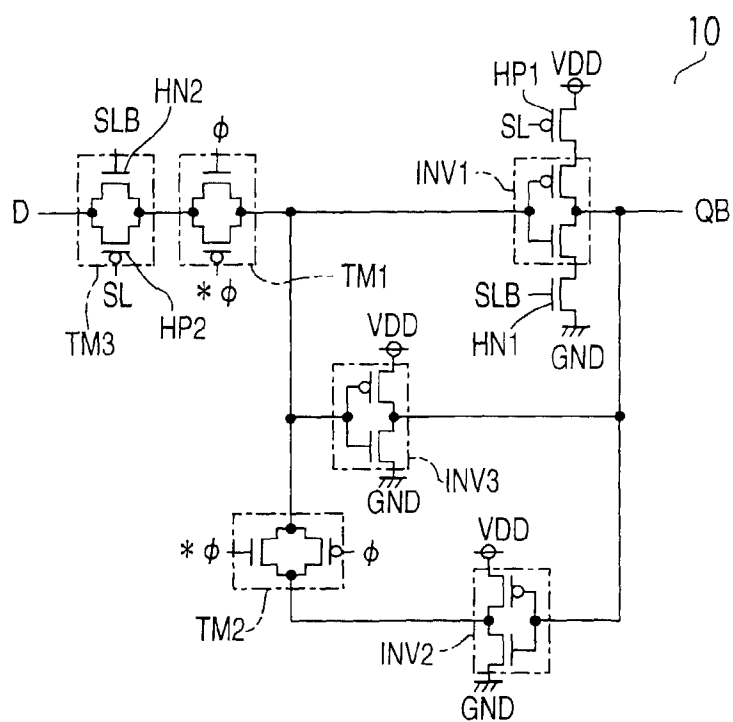 10
HP1
VDD
HN2
SLB
ϕ
SL
INV1
D
QB
SL
*ϕ
TM1
SLB
TM3
HP2
HN1
GND
VDD
GND
INV3
*ϕ
ϕ
VDD
TM2
INV2
GND